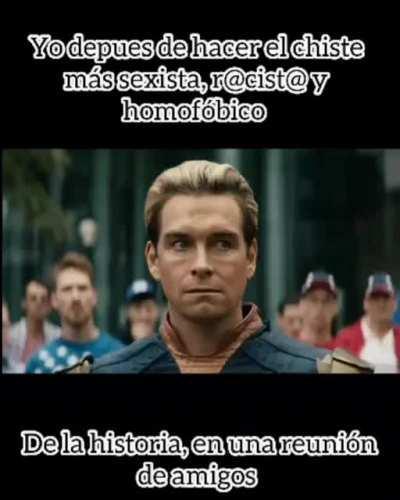 Yo depues de hacer el chiste
más sexista, r@cist@ y
homofóbico
De la historia, en una reunión
de amigos